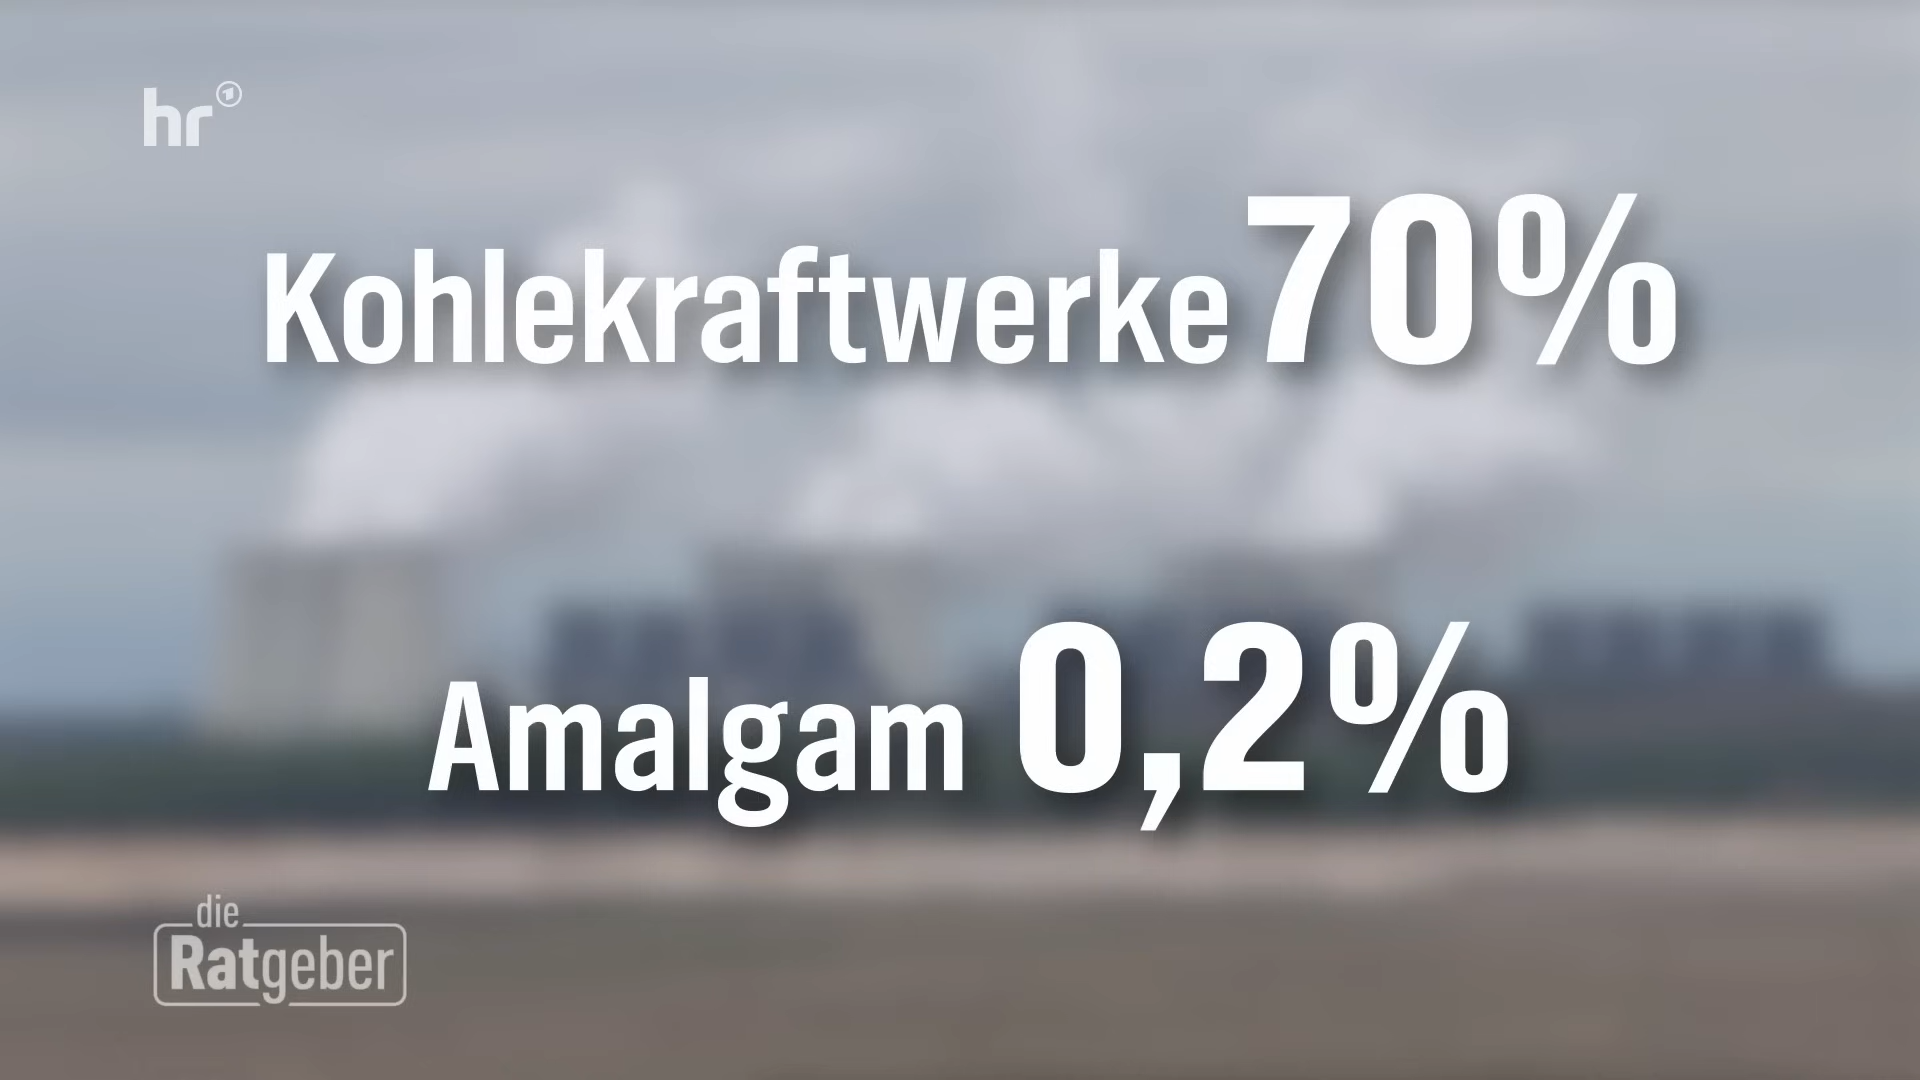 hr
Kohlekraftwerke 70%
Amalgam 0,2%
die
Ratgeber